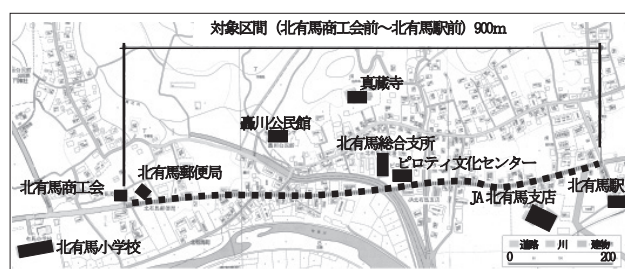 対象区間（北有馬商工会前～北有馬駅前）900m
真蔵寺
轟川公民館
北有馬総合支所
ピロティ文化センター
北有馬郵便局
北有馬商工会
JA北有馬支店
北有馬駅
北有馬小学校
道路 川 建物
0 200